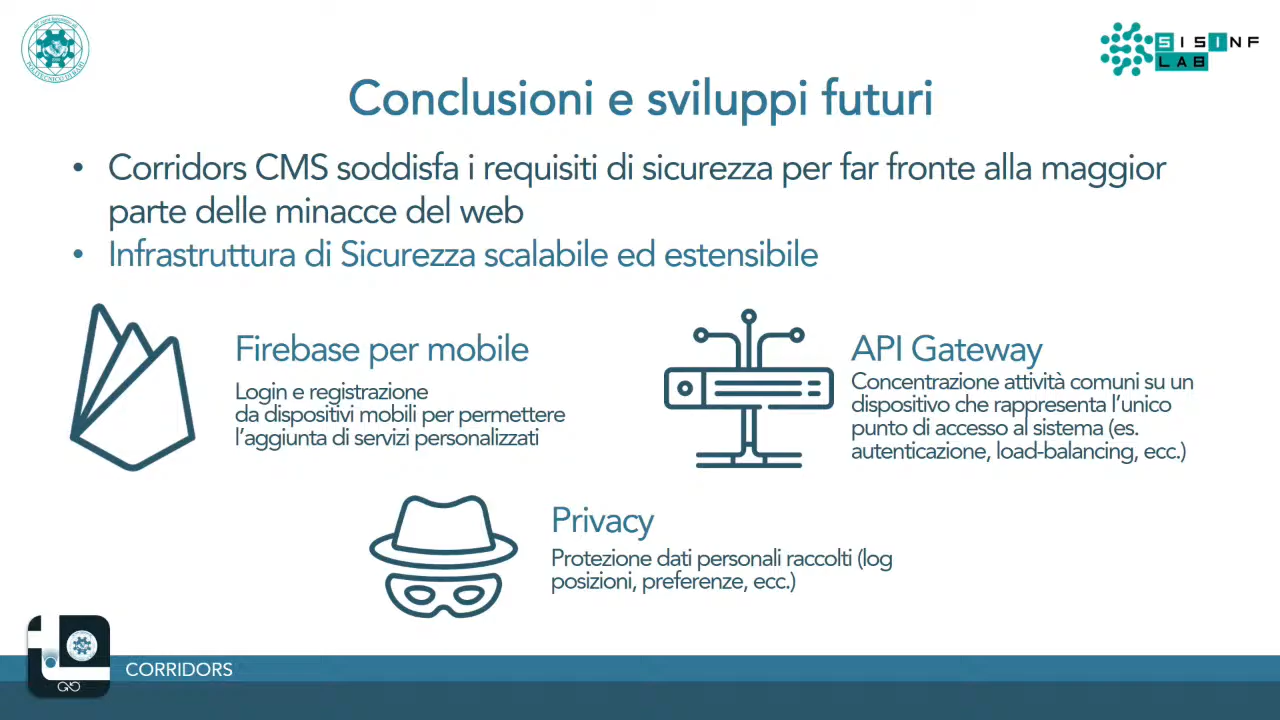 SISINF
LAB
POLITECNICO DI BARI
Conclusioni e sviluppi futuri
• Corridors CMS soddisfa i requisiti di sicurezza per far fronte alla maggior
parte delle minacce del web
• Infrastruttura di Sicurezza scalabile ed estensibile
Firebase per mobile
Login e registrazione
da dispositivi mobili per permettere
l’aggiunta di servizi personalizzati
API Gateway
Concentrazione attività comuni su un
dispositivo che rappresenta l’unico
punto di accesso al sistema (es.
autenticazione, load-balancing, ecc.)
Privacy
Protezione dati personali raccolti (log
posizioni, preferenze, ecc.)
CORRIDORS